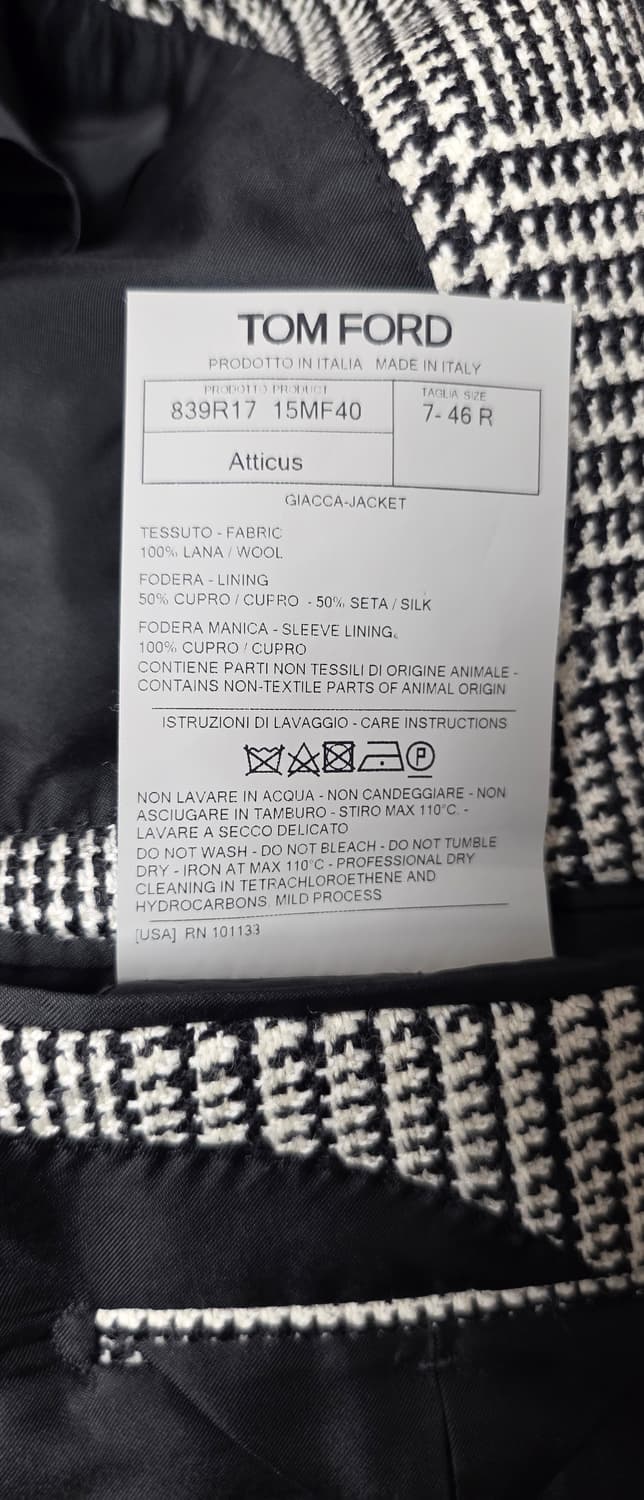 TOM FORD
PRODOTTO IN ITALIA MADE IN ITALY
PRODOTTO PRODUCT
839R17 15MF40
TAGLIA SIZE
7- 46 R
Atticus
GIACCA-JACKET
TESSUTO - FABRIC
100% LANA / WOOL
FODERA - LINING
50% CUPRO / CUPRO - 50% SETA / SILK
FODERA MANICA - SLEEVE LINING
100% CUPRO / CUPRO
CONTIENE PARTI NON TESSILI DI ORIGINE ANIMALE -
CONTAINS NON-TEXTILE PARTS OF ANIMAL ORIGIN
ISTRUZIONI DI LAVAGGIO - CARE INSTRUCTIONS
P
NON LAVARE IN ACQUA - NON CANDEGGIARE - NON
ASCIUGARE IN TAMBURO - STIRO MAX 110°C. -
LAVARE A SECCO DELICATO
DO NOT WASH - DO NOT BLEACH - DO NOT TUMBLE
DRY - IRON AT MAX 110°C - PROFESSIONAL DRY
CLEANING IN TETRACHLOROETHENE AND
HYDROCARBONS, MILD PROCESS
[USA] RN 101133